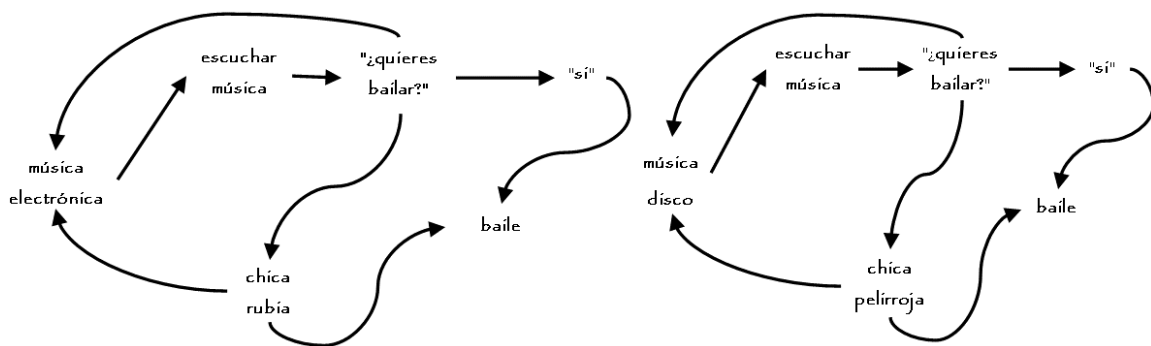 escuchar
música
"¿quieres
bailar?"
"sí"
música
electrónica
baile
chica
rubia
escuchar
música
"¿quieres
bailar?"
"sí"
música
disco
baile
chica
pelirroja